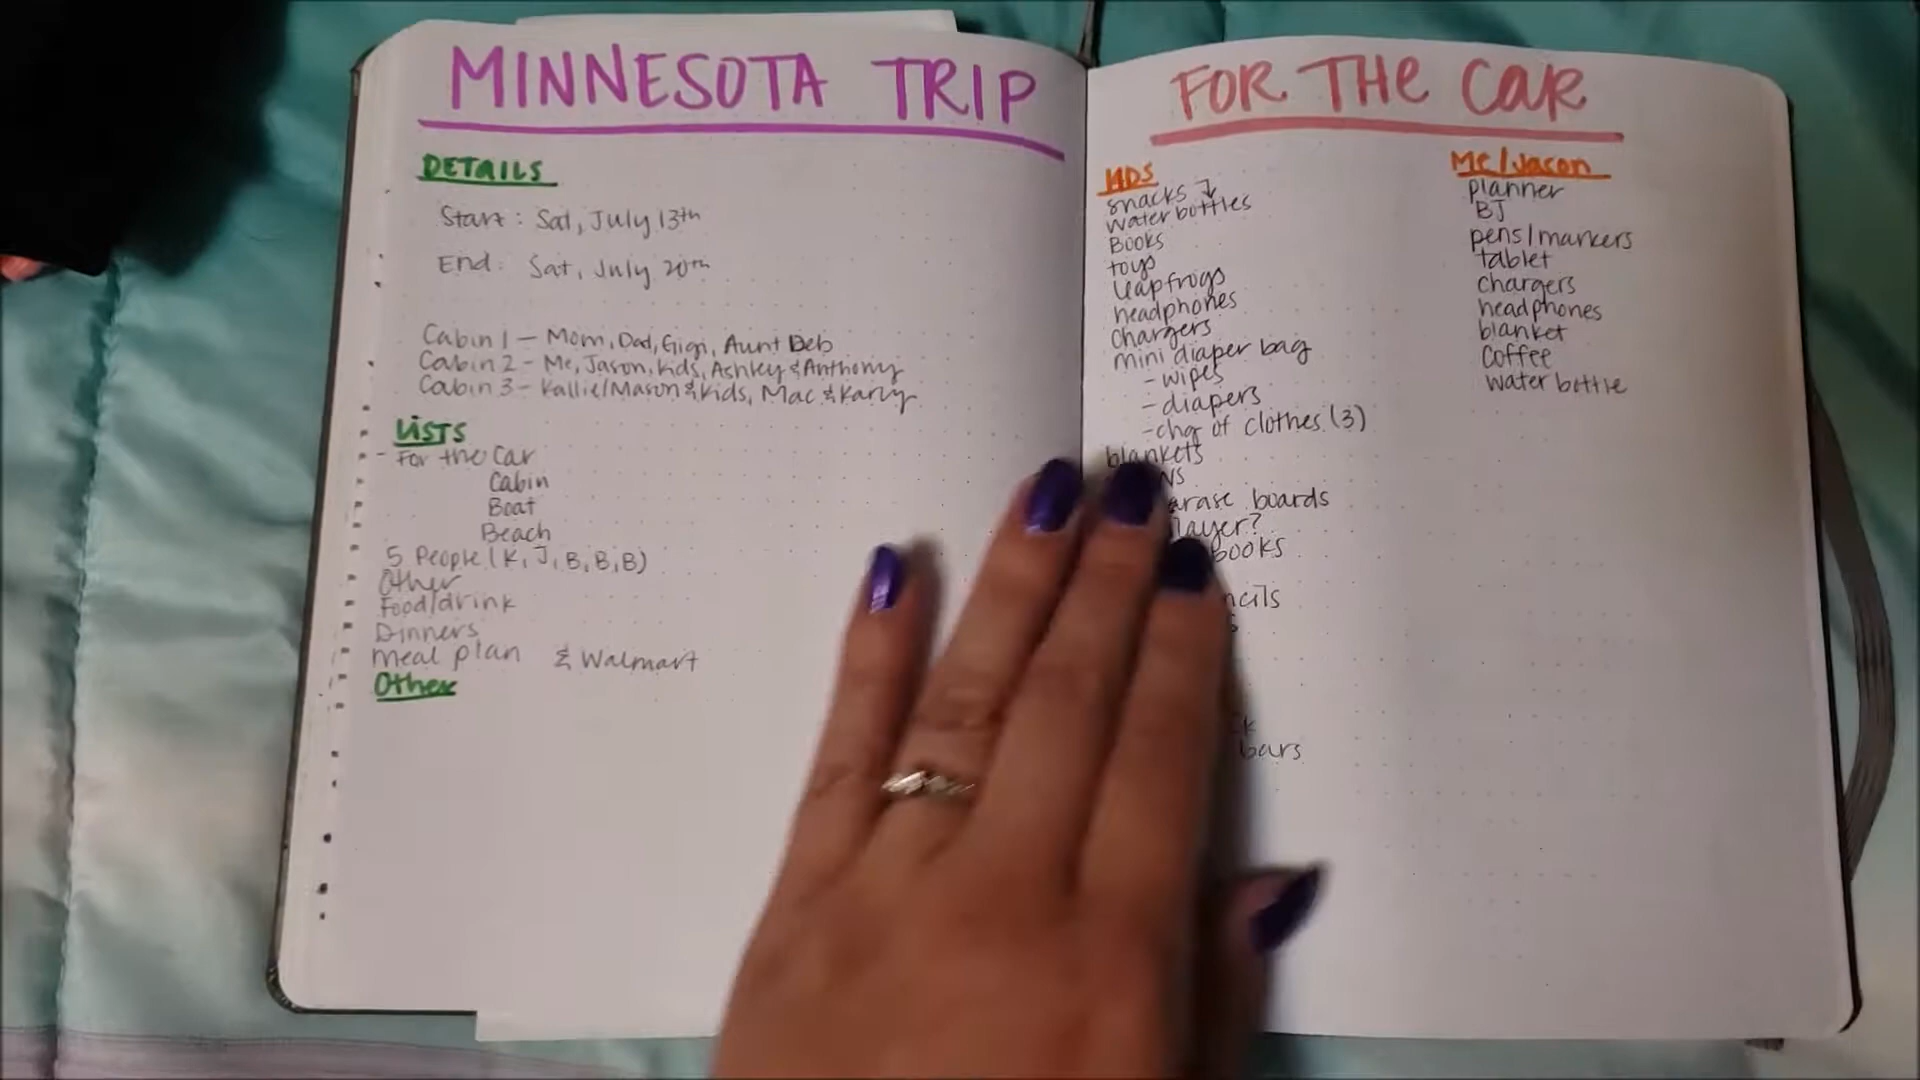 MINNESOTA TRIP
DETAILS
Start: Sat, July 13th
End: Sat, July 20th
Cabin 1 - Mom, Dad, Gigi, Aunt Deb
Cabin 2 - Me, Jason, kids, Ashley & Anthony
Cabin 3 - Kallie/Mason & kids, Mac & Karly
LISTS
- For the Car
Cabin
Boat
Beach
5 People (K, J, B, B, B)
Other
Food/drink
Dinners
meal plan & Walmart
Other
FOR THE CAR
KIDS
snacks ↴
water bottles
Books
toys
leapfrogs
headphones
chargers
mini diaper bag
- wipes
- diapers
- chg of clothes (3)
blankets
boards
books
bars
Me/Jason
planner
BJ
pens/markers
tablet
chargers
headphones
blanket
coffee
water bottle